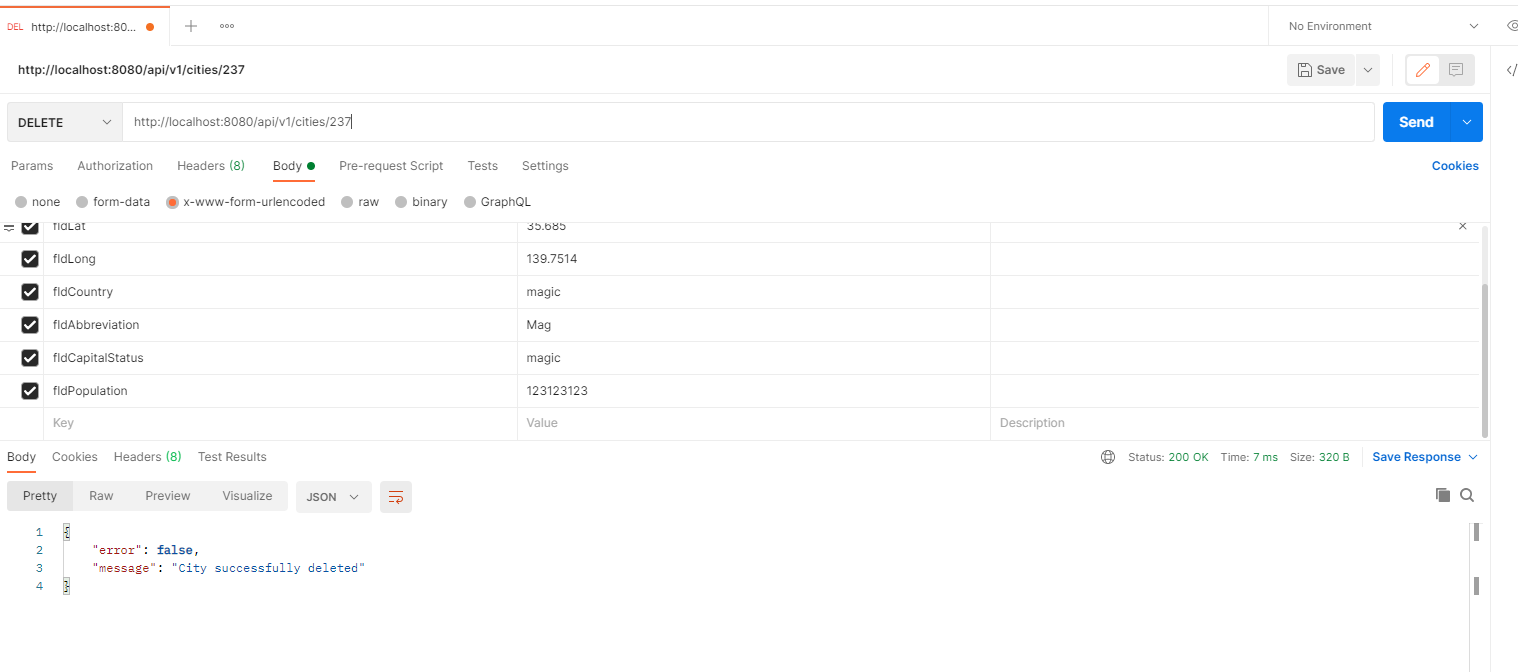 DEL http://localhost:80... No Environment
http://localhost:8080/api/v1/cities/237 Save
DELETE http://localhost:8080/api/v1/cities/237 Send
Params Authorization Headers (8) Body Pre-request Script Tests Settings Cookies
none form-data x-www-form-urlencoded raw binary GraphQL
fldLat 35.685
fldLong 139.7514
fldCountry magic
fldAbbreviation Mag
fldCapitalStatus magic
fldPopulation 123123123
Key Value Description
Body Cookies Headers (8) Test Results Status: 200 OK Time: 7 ms Size: 320 B Save Response
Pretty Raw Preview Visualize JSON
1 {
2 "error": false,
3 "message": "City successfully deleted"
4 }